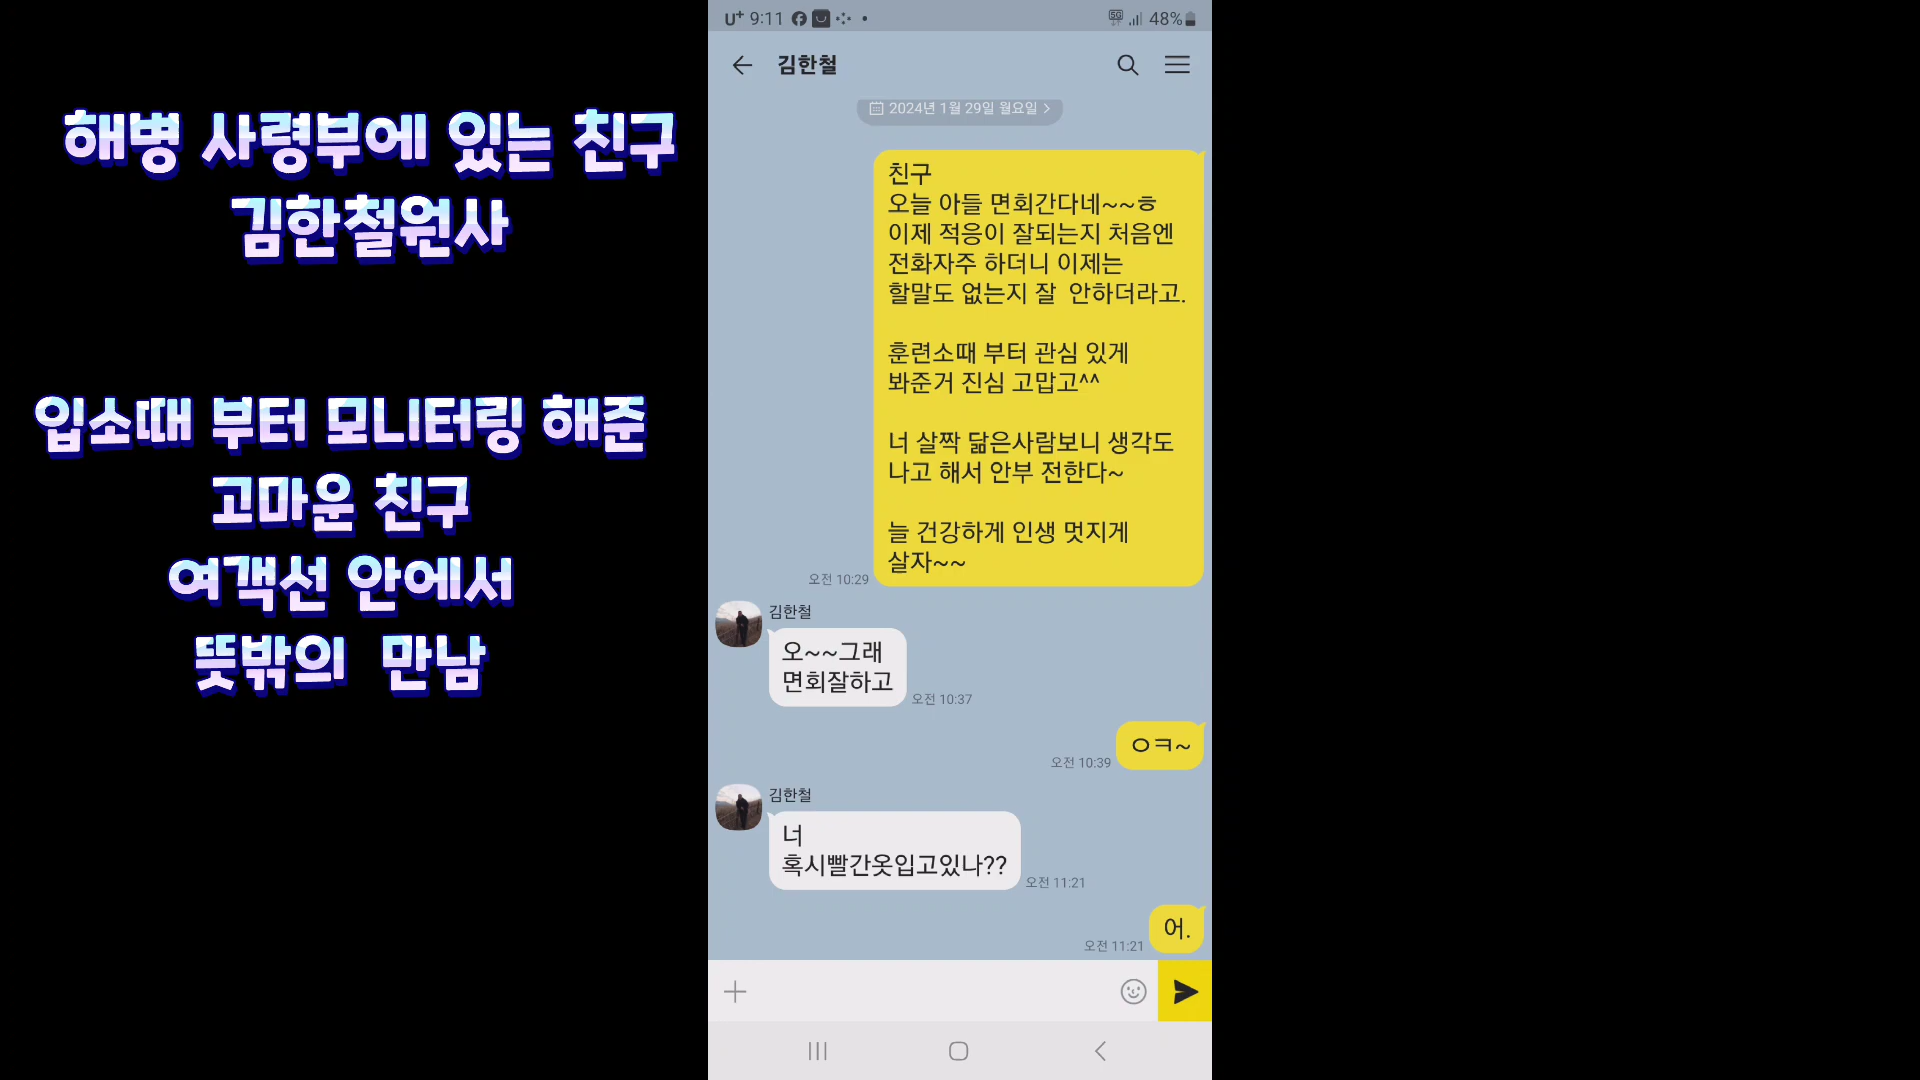 해병 사령부에 있는 친구
김한철원사
입소때 부터 모니터링 해준
고마운 친구
여객선 안에서
뜻밖의 만남
U+ 9:11
5G 48%
김한철
2024년 1월 29일 월요일
친구
오늘 아들 면회간다네~~ㅎ
이제 적응이 잘되는지 처음엔
전화자주 하더니 이제는
할말도 없는지 잘 안하더라고.
훈련소때 부터 관심 있게
봐준거 진심 고맙고^^
너 살짝 닮은사람보니 생각도
나고 해서 안부 전한다~
늘 건강하게 인생 멋지게
살자~~
오전 10:29
김한철
오~~그래
면회잘하고
오전 10:37
ㅇㅋ~
오전 10:39
김한철
너
혹시빨간옷입고있나??
오전 11:21
어.
오전 11:21